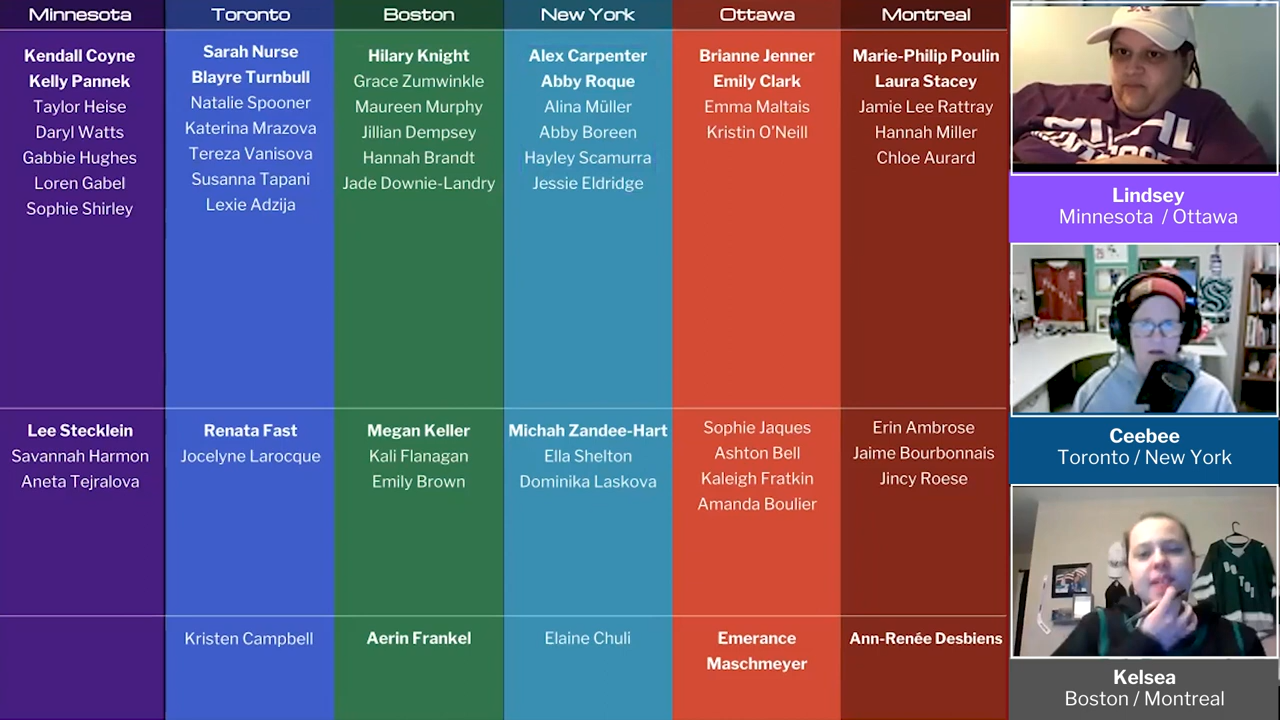 Minnesota
Kendall Coyne
Kelly Pannek
Taylor Heise
Daryl Watts
Gabbie Hughes
Loren Gabel
Sophie Shirley
Lee Stecklein
Savannah Harmon
Aneta Tejralova
Toronto
Sarah Nurse
Blayre Turnbull
Natalie Spooner
Katerina Mrazova
Tereza Vanisova
Susanna Tapani
Lexie Adzija
Renata Fast
Jocelyne Larocque
Kristen Campbell
Boston
Hilary Knight
Grace Zumwinkle
Maureen Murphy
Jillian Dempsey
Hannah Brandt
Jade Downie-Landry
Megan Keller
Kali Flanagan
Emily Brown
Aerin Frankel
New York
Alex Carpenter
Abby Roque
Alina Müller
Abby Boreen
Hayley Scamurra
Jessie Eldridge
Michah Zandee-Hart
Ella Shelton
Dominika Laskova
Elaine Chuli
Ottawa
Brianne Jenner
Emily Clark
Emma Maltais
Kristin O'Neill
Sophie Jaques
Ashton Bell
Kaleigh Fratkin
Amanda Boulier
Emerance
Maschmeyer
Montreal
Marie-Philip Poulin
Laura Stacey
Jamie Lee Rattray
Hannah Miller
Chloe Aurard
Erin Ambrose
Jaime Bourbonnais
Jincy Roese
Ann-Renée Desbiens
Lindsey
Minnesota / Ottawa
Ceebee
Toronto / New York
Kelsea
Boston / Montreal